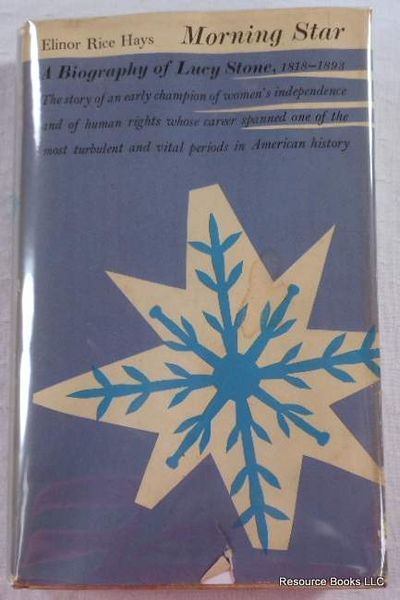 Elinor Rice Hays Morning Star
A Biography of Lucy Stone, 1818–1893
The story of an early champion of women's independence
and of human rights whose career spanned one of the
most turbulent and vital periods in American history
Resource Books LLC